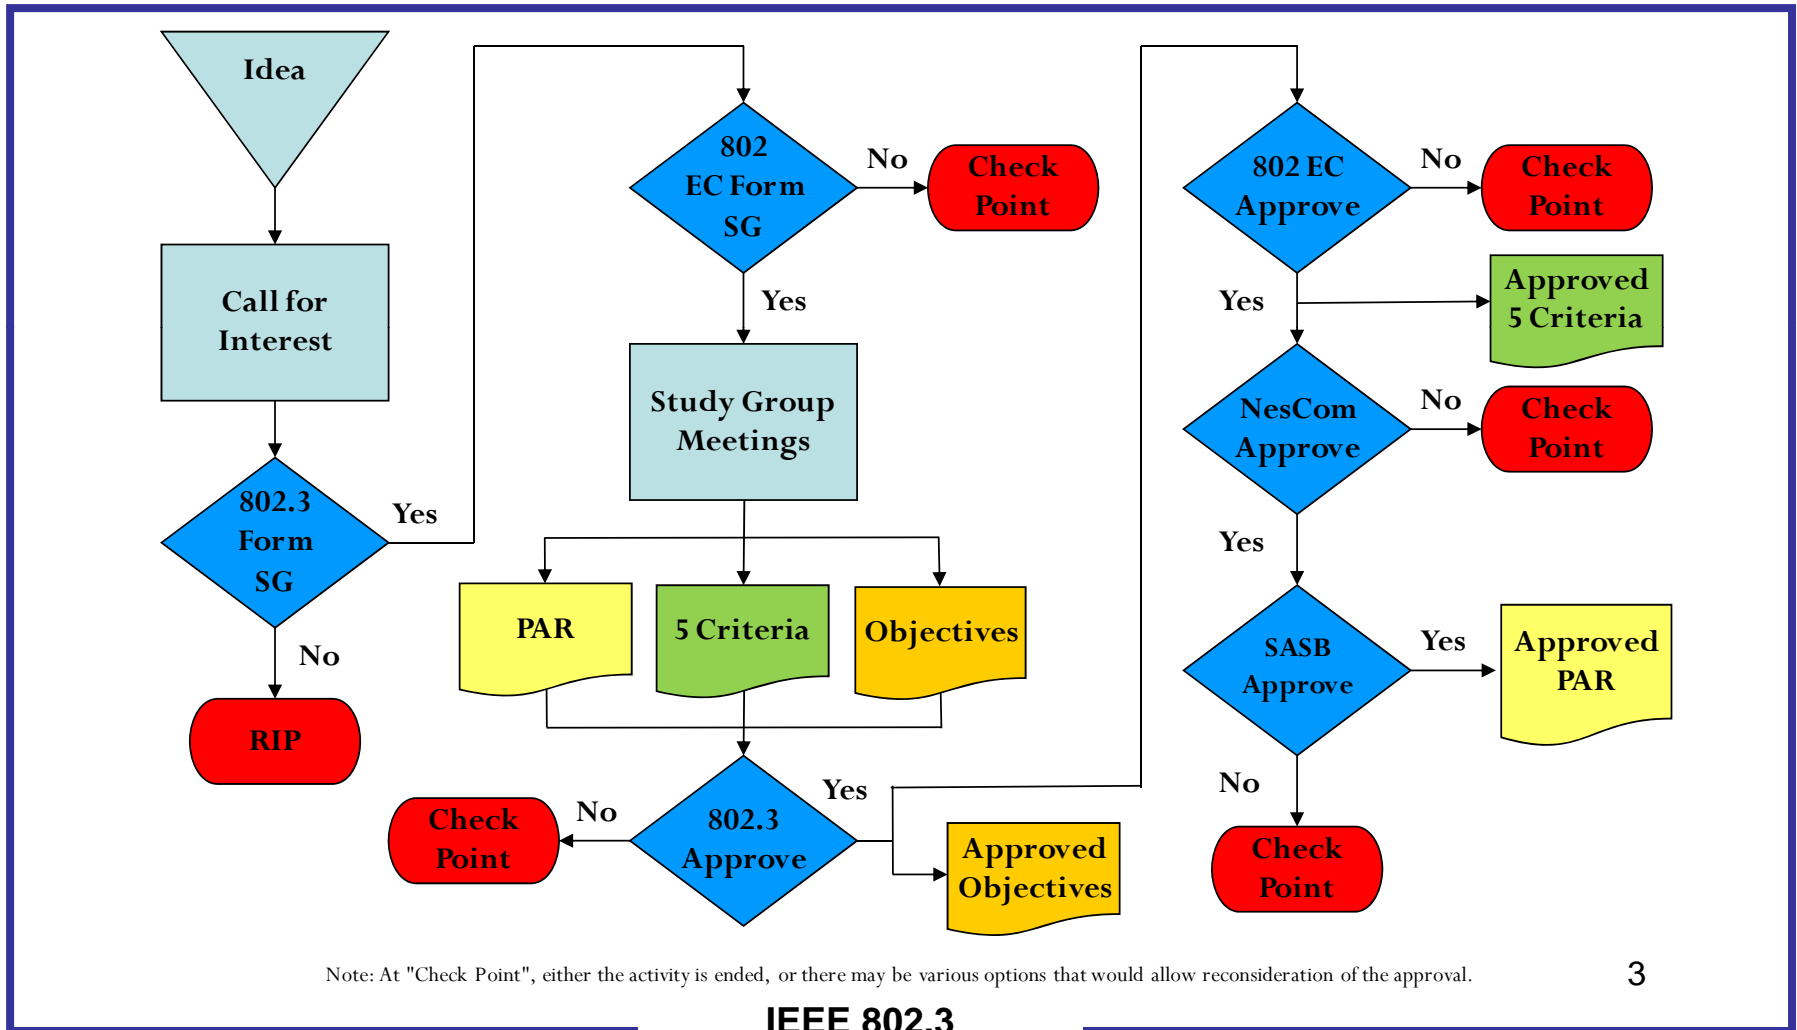 Idea
Call for
Interest
802.3
Form
SG
Yes
No
RIP
802
EC Form
SG
No
Check
Point
Yes
Study Group
Meetings
PAR
5 Criteria
Objectives
802.3
Approve
No
Check
Point
Yes
Approved
Objectives
802 EC
Approve
No
Check
Point
Yes
Approved
5 Criteria
NesCom
Approve
No
Check
Point
Yes
SASB
Approve
Yes
Approved
PAR
No
Check
Point
Note: At "Check Point", either the activity is ended, or there may be various options that would allow reconsideration of the approval.
3
IEEE 802.3